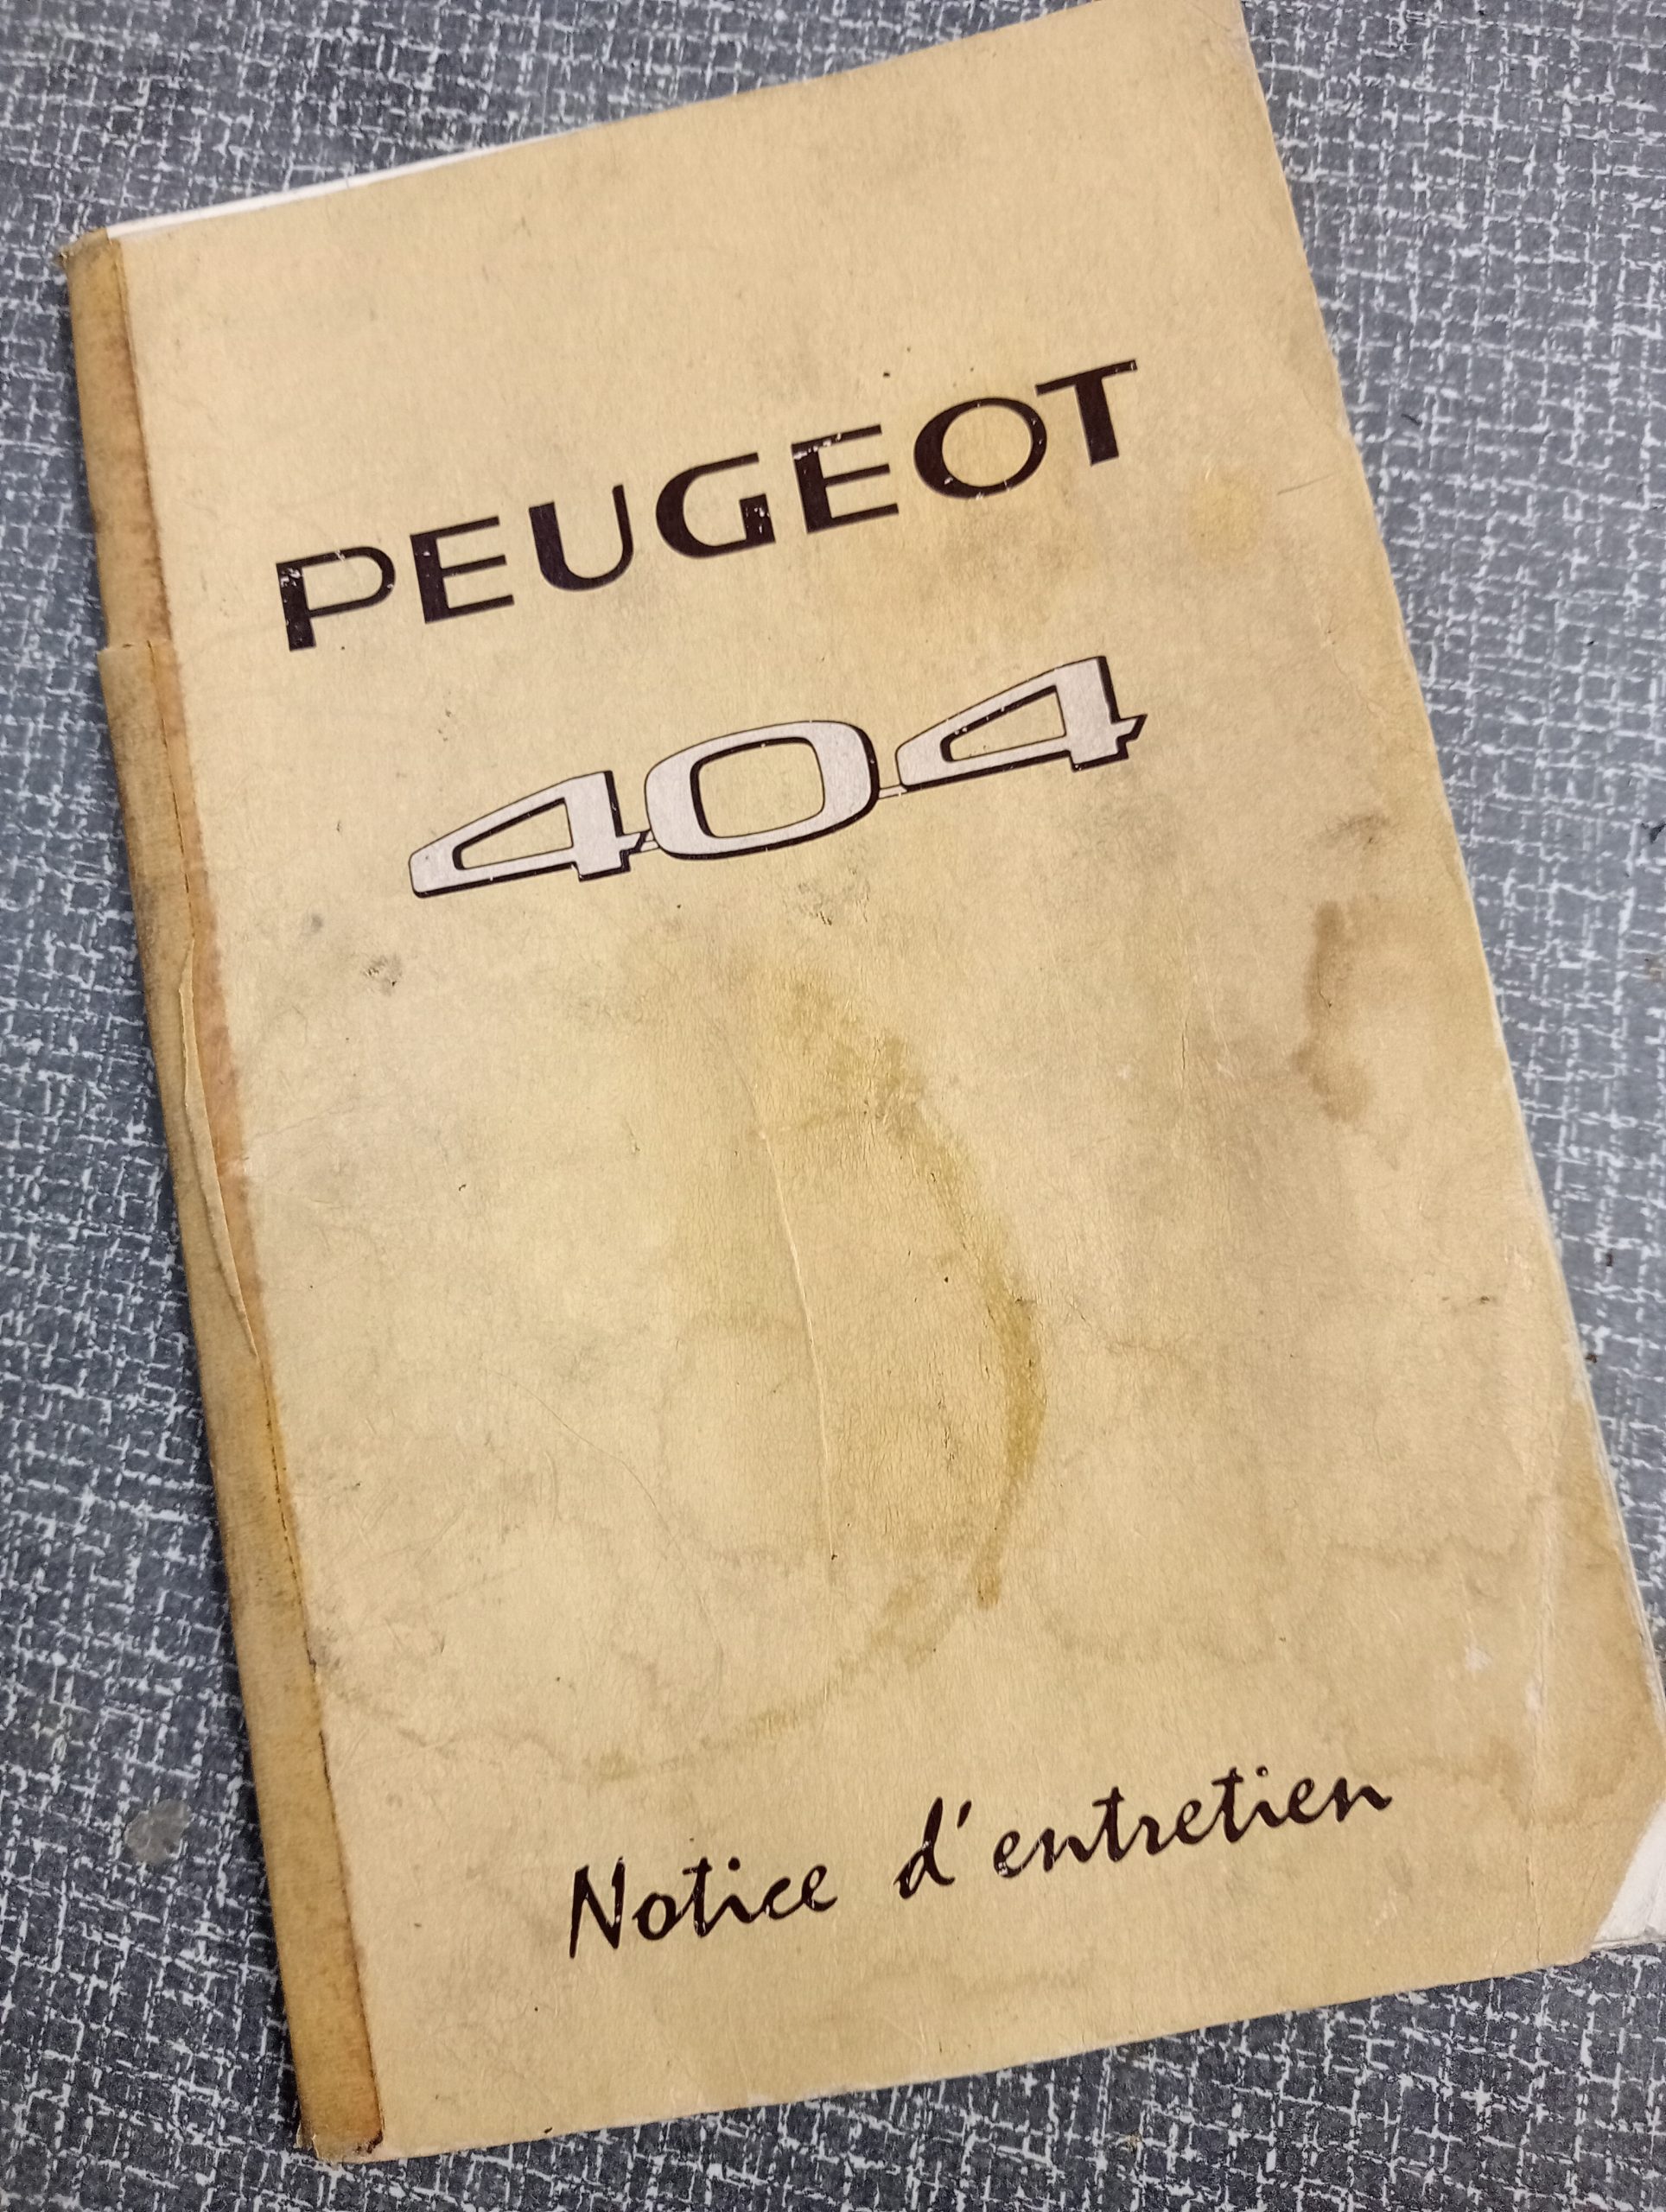 PEUGEOT
404
Notice d'entretien